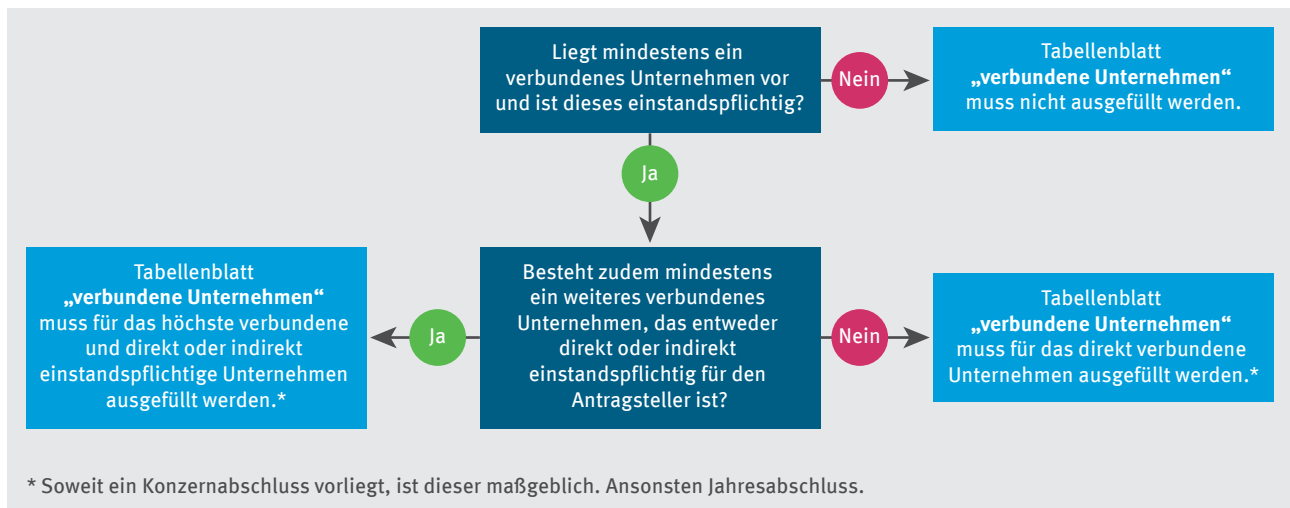 Liegt mindestens ein
verbundenes Unternehmen vor
und ist dieses einstandspflichtig?
Nein
Tabellenblatt
„verbundene Unternehmen“
muss nicht ausgefüllt werden.
Ja
Tabellenblatt
„verbundene Unternehmen“
muss für das höchste verbundene
und direkt oder indirekt
einstandspflichtige Unternehmen
ausgefüllt werden.*
Ja
Besteht zudem mindestens
ein weiteres verbundenes
Unternehmen, das entweder
direkt oder indirekt
einstandspflichtig für den
Antragsteller ist?
Nein
Tabellenblatt
„verbundene Unternehmen“
muss für das direkt verbundene
Unternehmen ausgefüllt werden.*
* Soweit ein Konzernabschluss vorliegt, ist dieser maßgeblich. Ansonsten Jahresabschluss.